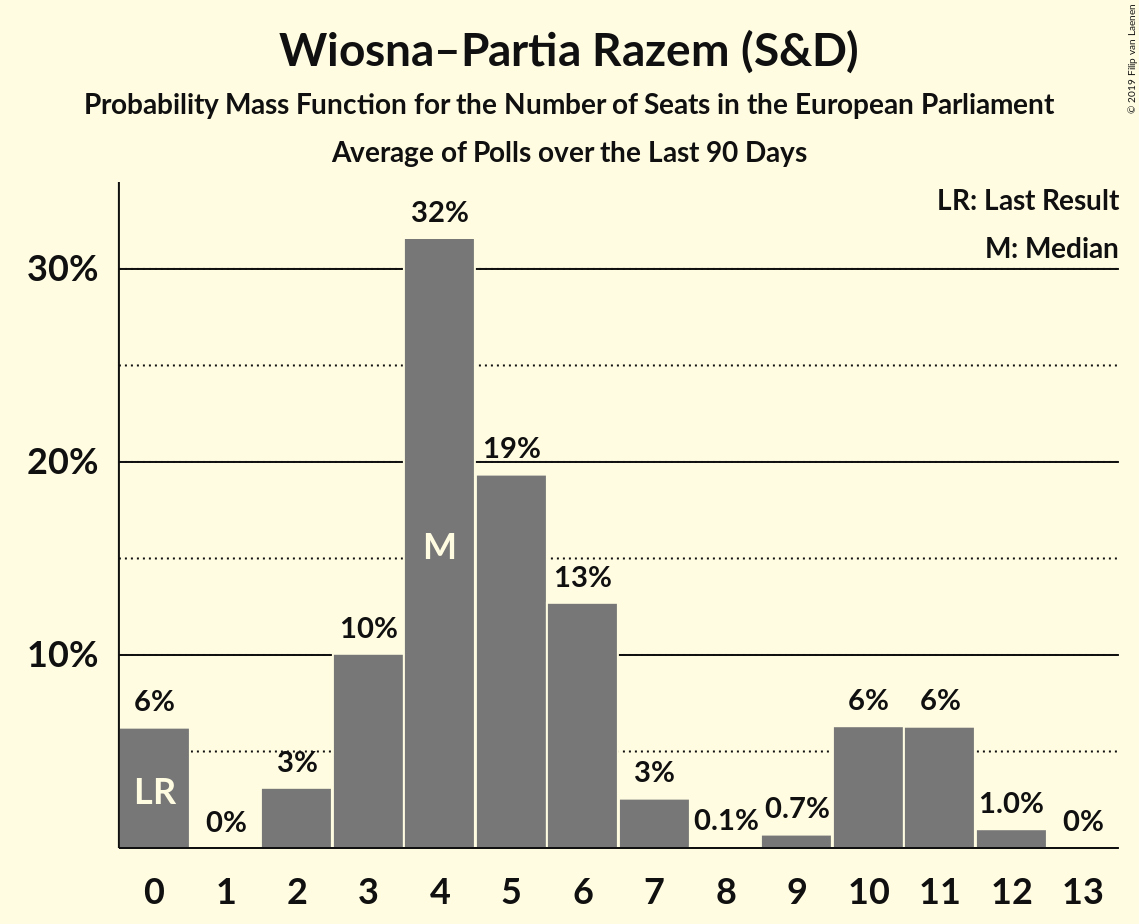 Wiosna–Partia Razem (S&D)
Probability Mass Function for the Number of Seats in the European Parliament
Average of Polls over the Last 90 Days
© 2019 Filip van Laenen
LR: Last Result
M: Median
32%
30%
20%
19%
M
13%
10%
10%
6%
6%
6%
3%
3%
LR
0%
0.1%
0.7%
1.0%
0%
0 1 2 3 4 5 6 7 8 9 10 11 12 13